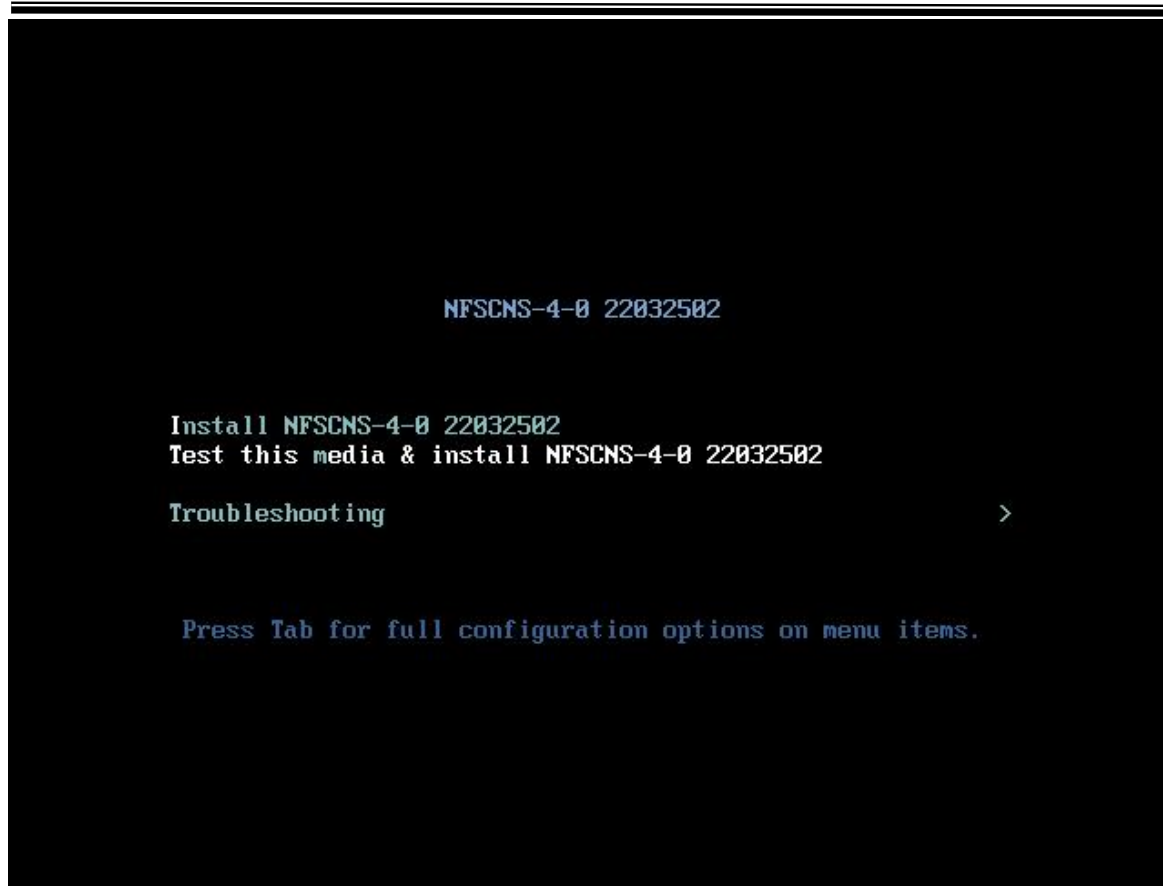 NFSCNS-4-0 22032502
Install NFSCNS-4-0 22032502
Test this media & install NFSCNS-4-0 22032502
Troubleshooting >
Press Tab for full configuration options on menu items.